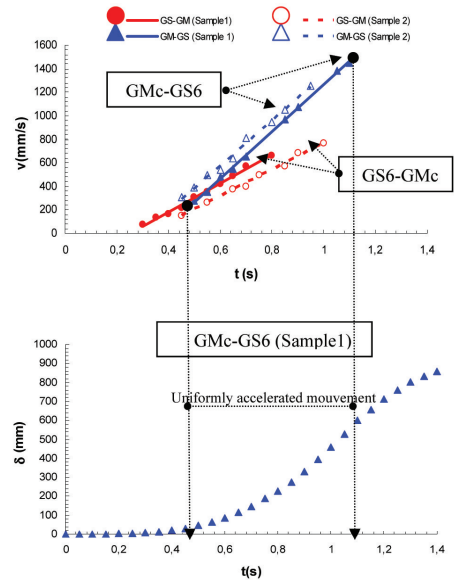 GS-GM (Sample1) GS-GM (Sample 2)
GM-GS (Sample 1) GM-GS (Sample 2)
1600
1400
1200
1000
800
600
400
200
0
v(mm/s)
GMc-GS6
GS6-GMc
0 0,2 0,4 0,6 0,8 1 1,2 1,4
t (s)
GMc-GS6 (Sample1)
Uniformly accelerated mouvement
1000
900
800
700
600
500
400
300
200
100
0
δ (mm)
0 0,2 0,4 0,6 0,8 1 1,2 1,4
t(s)